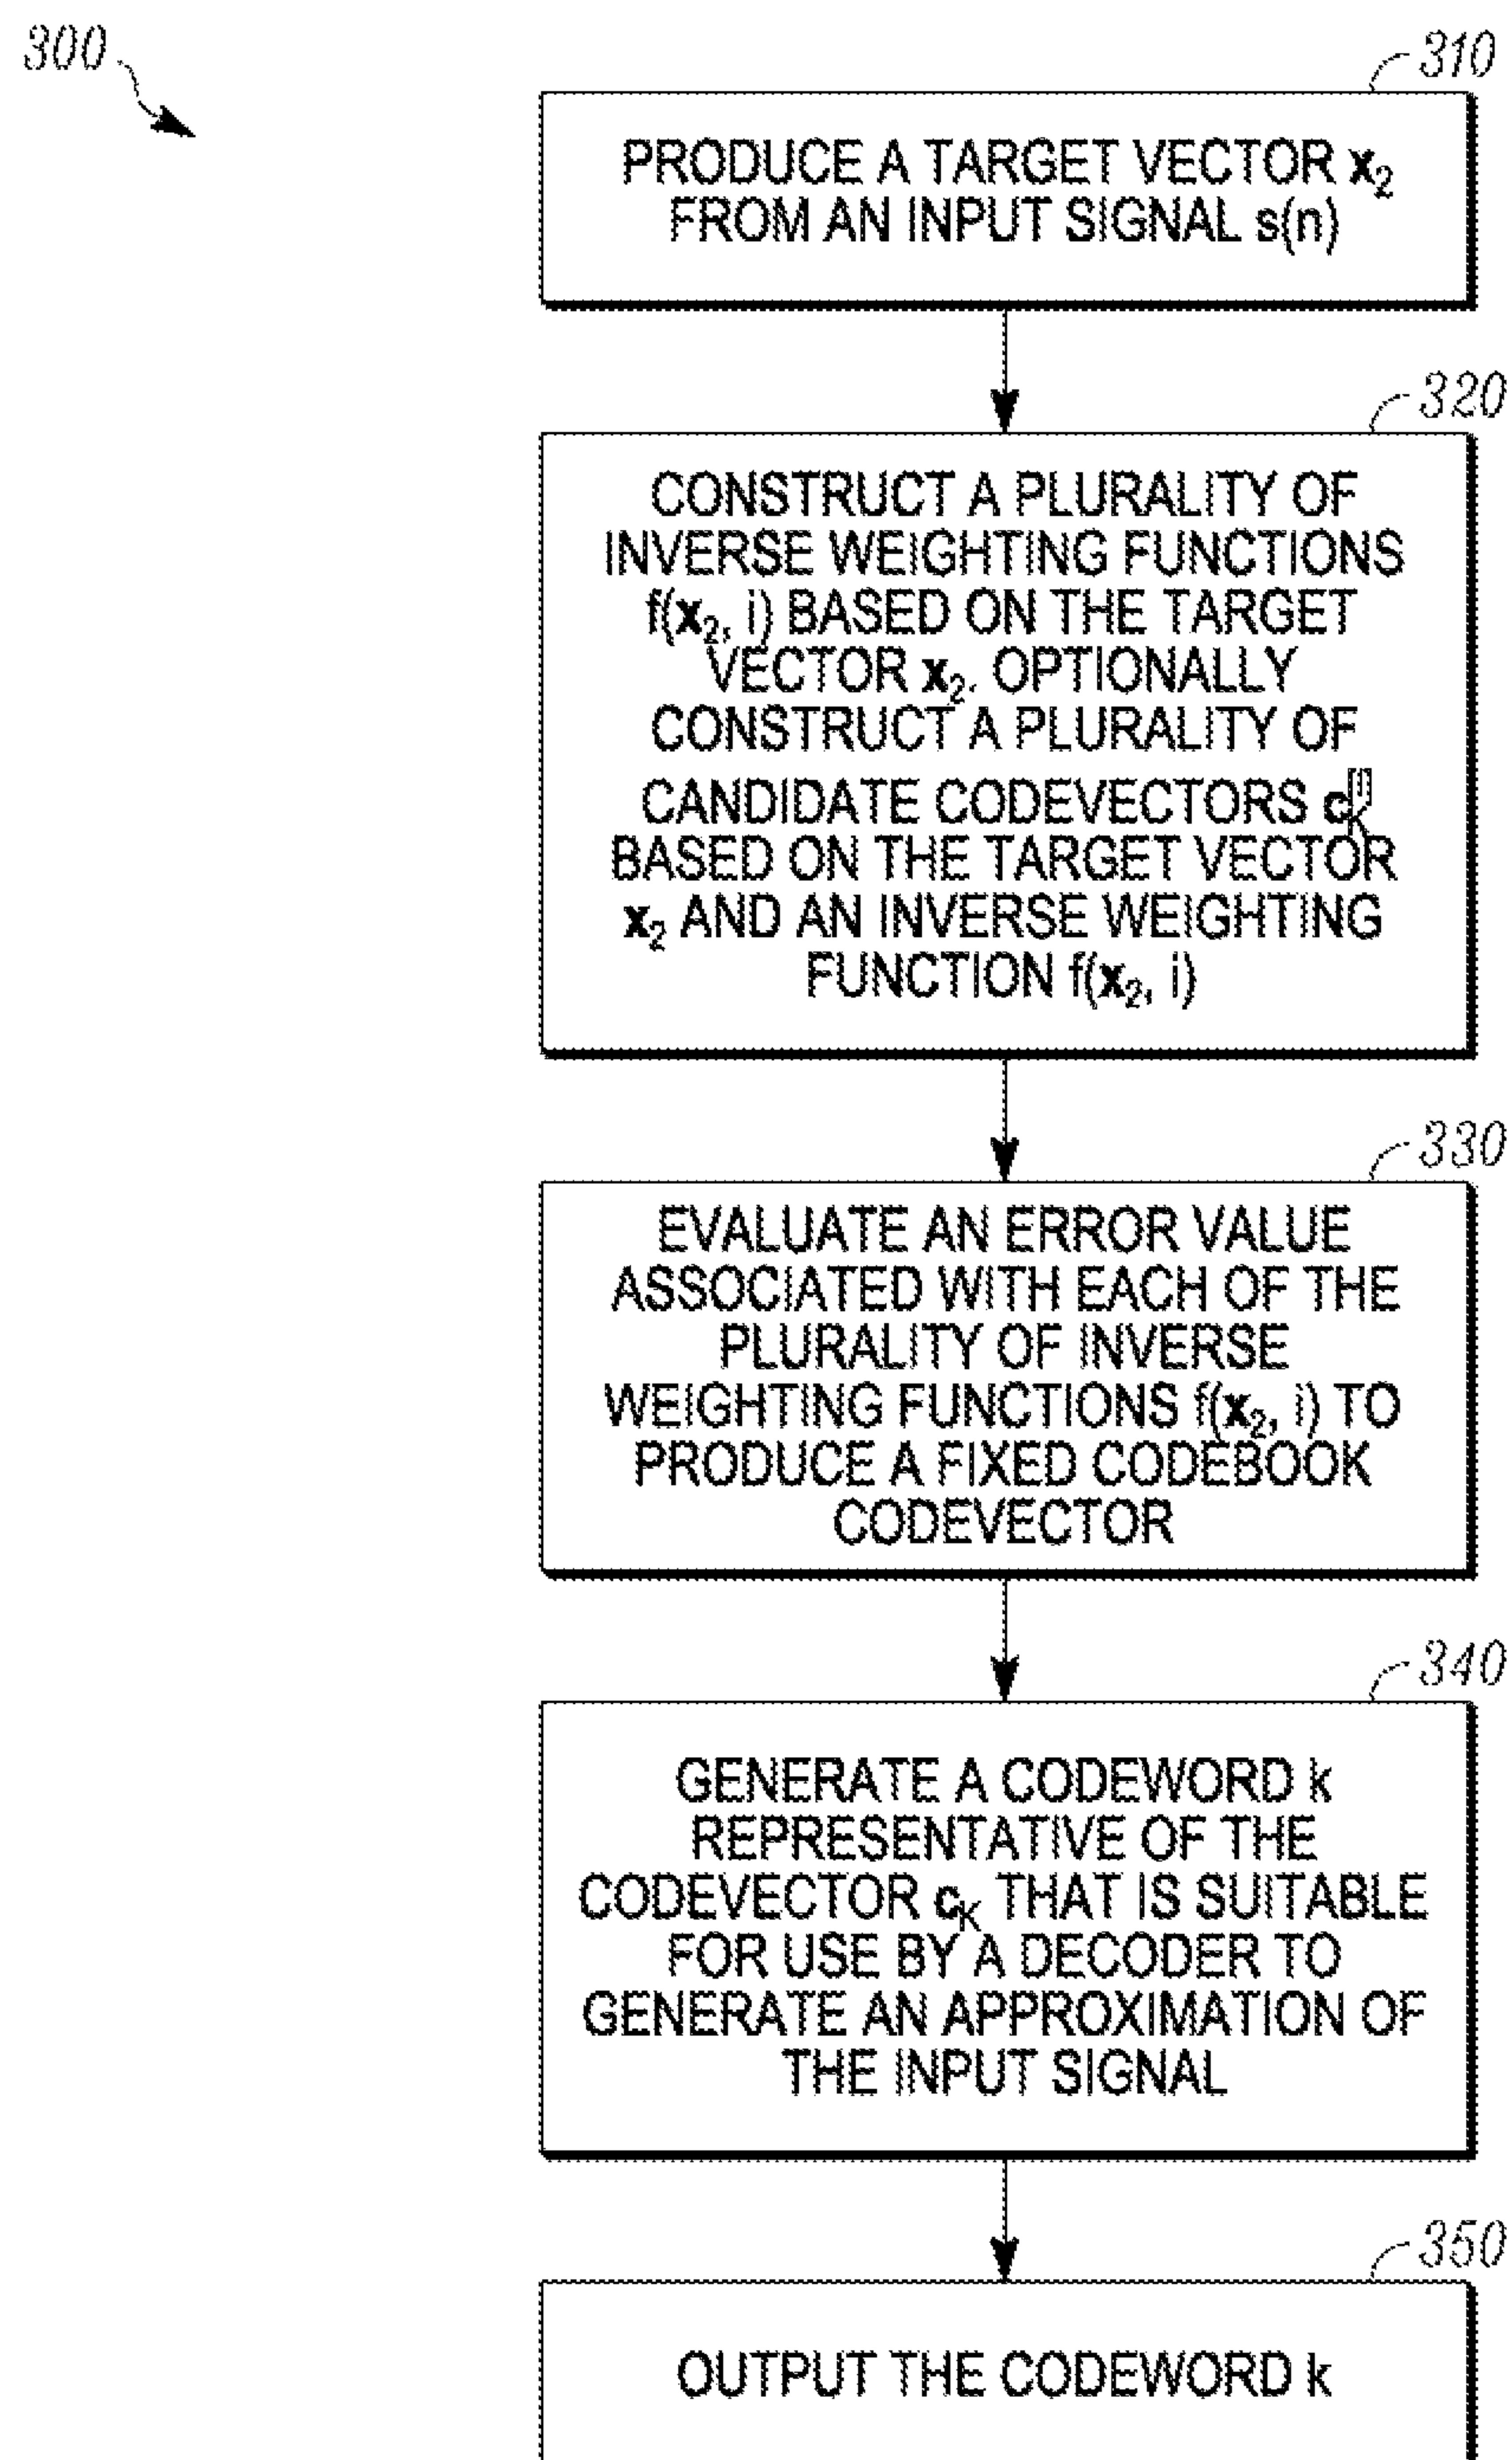 300
310
PRODUCE A TARGET VECTOR x₂
FROM AN INPUT SIGNAL s(n)
320
CONSTRUCT A PLURALITY OF
INVERSE WEIGHTING FUNCTIONS
f(x₂, i) BASED ON THE TARGET
VECTOR x₂. OPTIONALLY
CONSTRUCT A PLURALITY OF
CANDIDATE CODEVECTORS c_K^[i]
BASED ON THE TARGET VECTOR
x₂ AND AN INVERSE WEIGHTING
FUNCTION f(x₂, i)
330
EVALUATE AN ERROR VALUE
ASSOCIATED WITH EACH OF THE
PLURALITY OF INVERSE
WEIGHTING FUNCTIONS f(x₂, i) TO
PRODUCE A FIXED CODEBOOK
CODEVECTOR
340
GENERATE A CODEWORD k
REPRESENTATIVE OF THE
CODEVECTOR c_K THAT IS SUITABLE
FOR USE BY A DECODER TO
GENERATE AN APPROXIMATION OF
THE INPUT SIGNAL
350
OUTPUT THE CODEWORD k